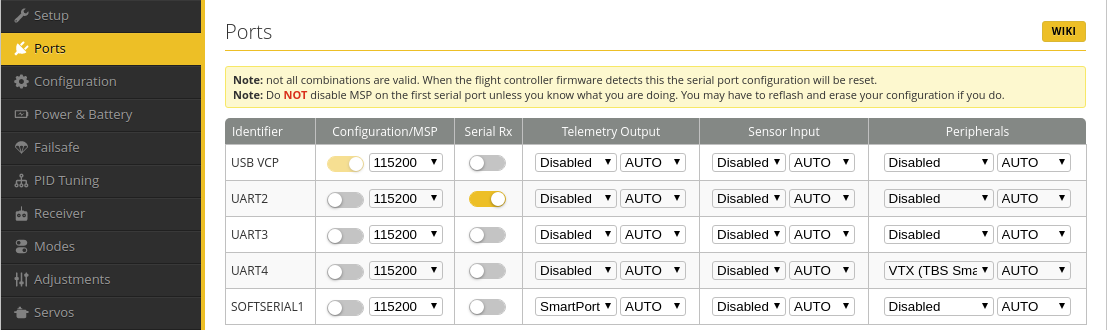 Setup
Ports
Configuration
Power & Battery
Failsafe
PID Tuning
Receiver
Modes
Adjustments
Servos
Ports
WIKI
Note: not all combinations are valid. When the flight controller firmware detects this the serial port configuration will be reset.
Note: Do NOT disable MSP on the first serial port unless you know what you are doing. You may have to reflash and erase your configuration if you do.
Identifier Configuration/MSP Serial Rx Telemetry Output Sensor Input Peripherals
USB VCP 115200 Disabled AUTO Disabled AUTO Disabled AUTO
UART2 115200 Disabled AUTO Disabled AUTO Disabled AUTO
UART3 115200 Disabled AUTO Disabled AUTO Disabled AUTO
UART4 115200 Disabled AUTO Disabled AUTO VTX (TBS Sma AUTO
SOFTSERIAL1 115200 SmartPort AUTO Disabled AUTO Disabled AUTO